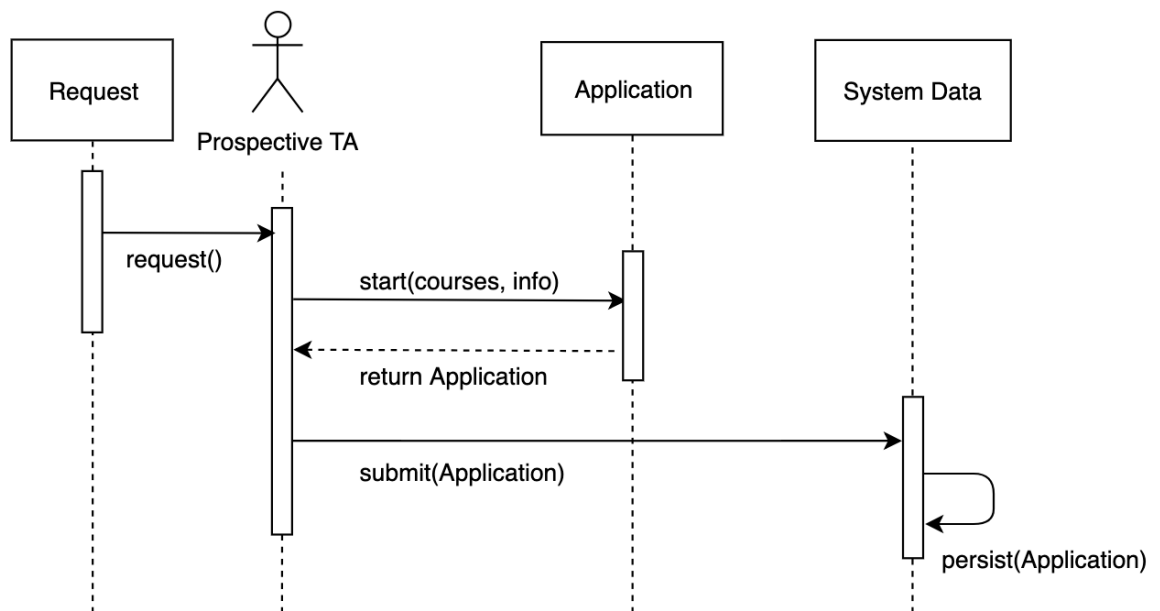 Request
Prospective TA
Application
System Data
request()
start(courses, info)
return Application
submit(Application)
persist(Application)